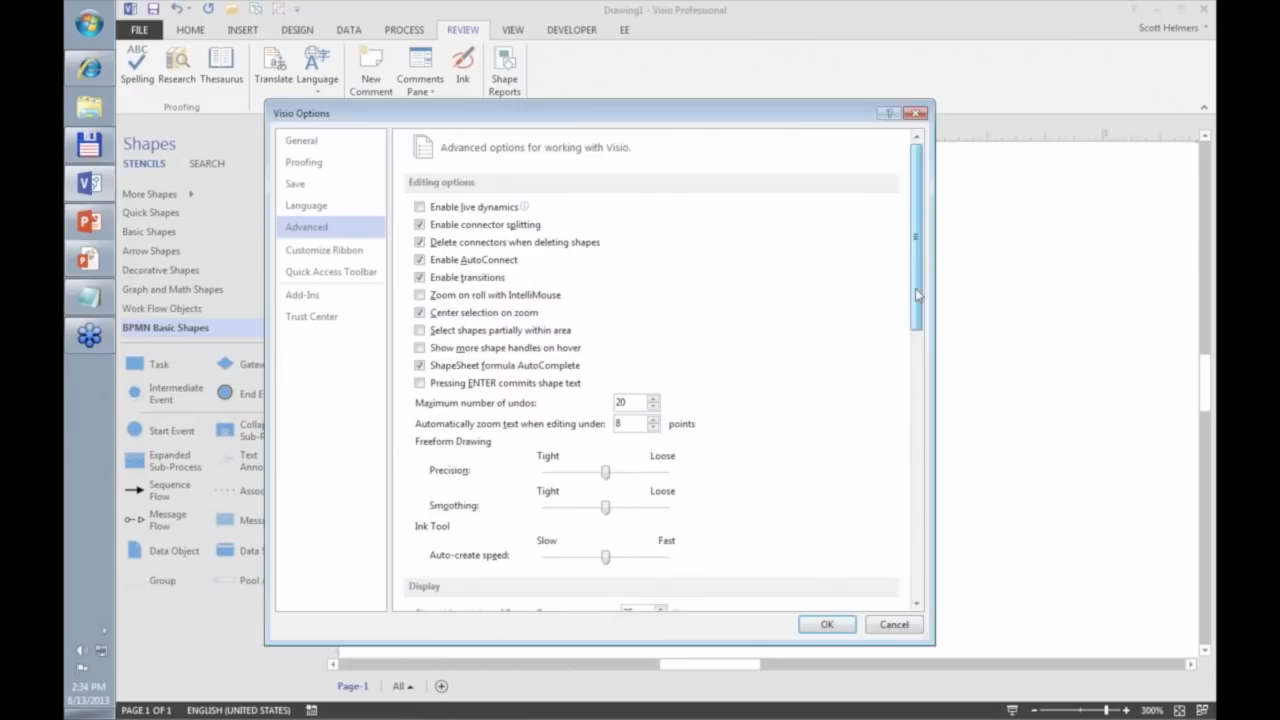 Drawing1 - Visio Professional
FILE HOME INSERT DESIGN DATA PROCESS REVIEW VIEW DEVELOPER EE
Scott Helmers
ABC
Spelling Research Thesaurus Translate Language New Comment Comments Pane Ink Shape Reports
Proofing
Visio Options
Shapes
STENCILS SEARCH
More Shapes
Quick Shapes
Basic Shapes
Arrow Shapes
Decorative Shapes
Graph and Math Shapes
Work Flow Objects
BPMN Basic Shapes
Task
Intermediate Event
End E
Start Event
Expanded Sub-Process
Text
Sequence Flow
Message Flow
Data Object
Data S
Group
General
Proofing
Save
Language
Advanced
Customize Ribbon
Quick Access Toolbar
Add-Ins
Trust Center
Advanced options for working with Visio.
Editing options
Enable live dynamics
Enable connector splitting
Delete connectors when deleting shapes
Enable AutoConnect
Enable transitions
Zoom on roll with IntelliMouse
Center selection on zoom
Select shapes partially within area
Show more shape handles on hover
ShapeSheet formula AutoComplete
Pressing ENTER commits shape text
Maximum number of undos: 20
Automatically zoom text when editing under: 8 points
Freeform Drawing
Tight Loose
Precision:
Tight Loose
Smoothing:
Ink Tool
Slow Fast
Auto-create speed:
Display
OK Cancel
Page-1 All
2:34 PM
6/13/2013
PAGE 1 OF 1 ENGLISH (UNITED STATES) 300%